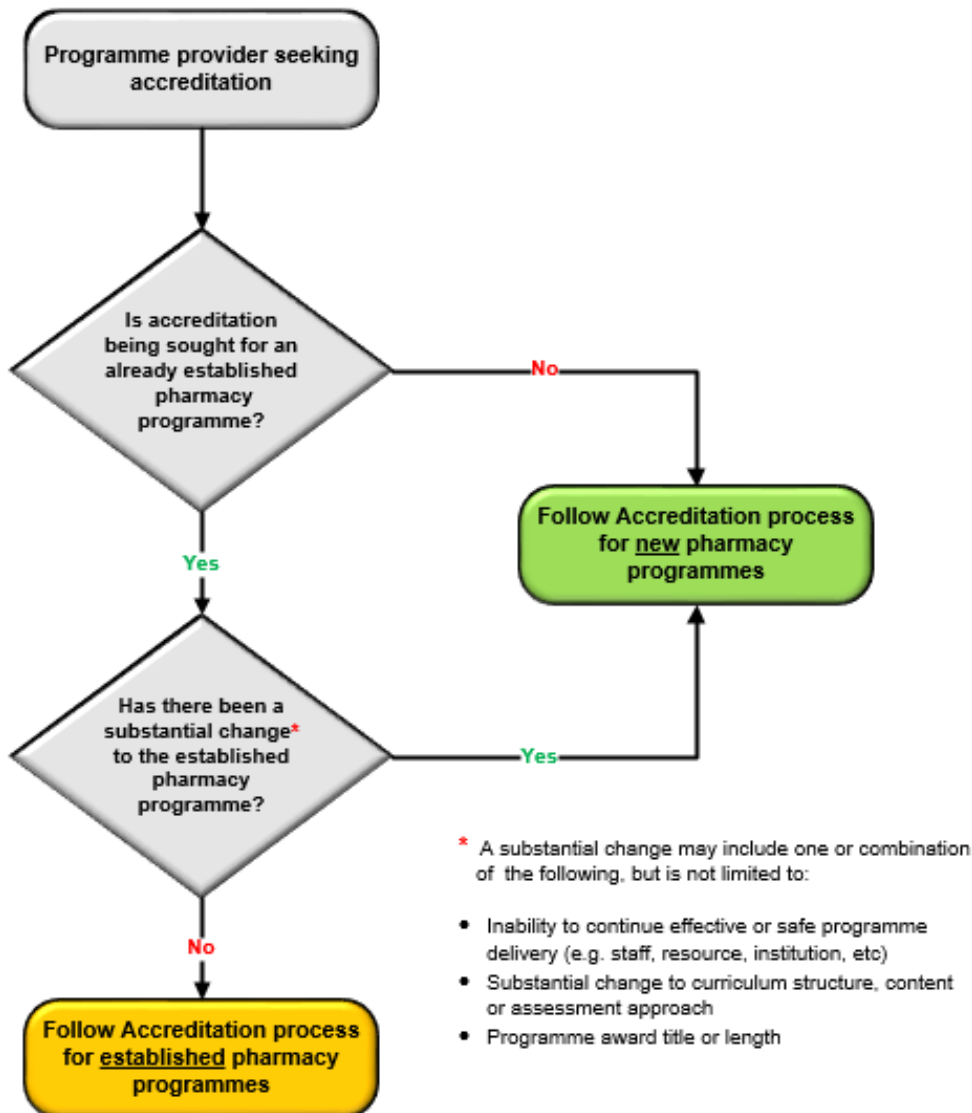 Programme provider seeking
accreditation
Is accreditation
being sought for an
already established
pharmacy
programme?
No
Follow Accreditation process
for new pharmacy
programmes
Yes
Has there been a
substantial change*
to the established
pharmacy
programme?
Yes
* A substantial change may include one or combination
of the following, but is not limited to:
• Inability to continue effective or safe programme
delivery (e.g. staff, resource, institution, etc)
• Substantial change to curriculum structure, content
or assessment approach
• Programme award title or length
No
Follow Accreditation process
for established pharmacy
programmes